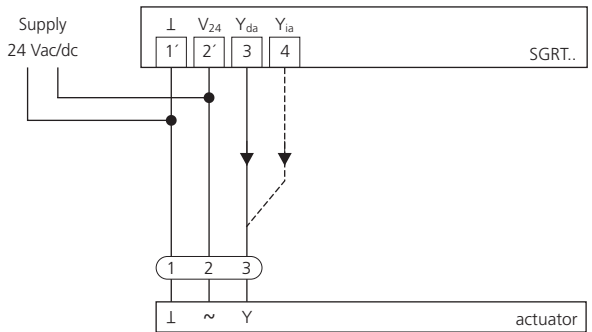 Supply
24 Vac/dc
⊥ V24 Yda Yia
1´ 2´ 3 4
SGRT..
1 2 3
⊥ ~ Y
actuator